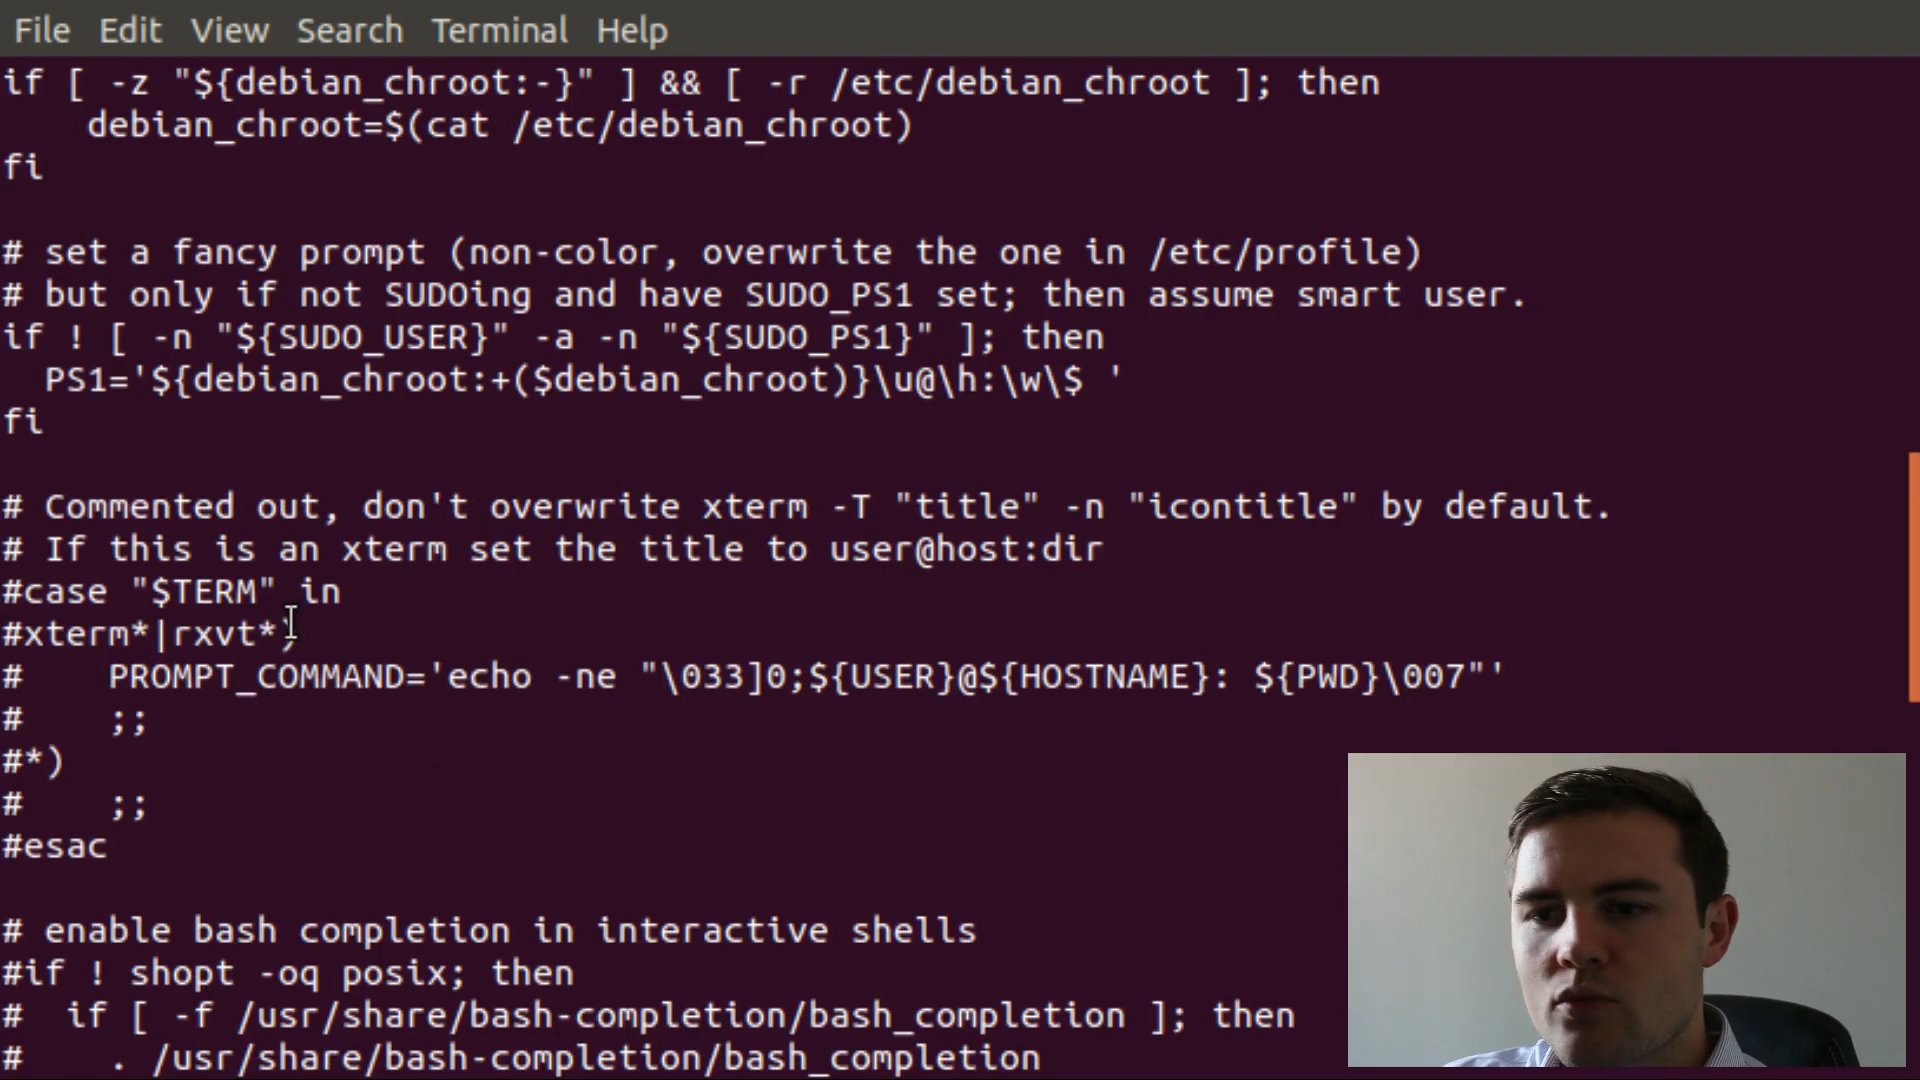 File Edit View Search Terminal Help
if [ -z "${debian_chroot:-}" ] && [ -r /etc/debian_chroot ]; then
    debian_chroot=$(cat /etc/debian_chroot)
fi
# set a fancy prompt (non-color, overwrite the one in /etc/profile)
# but only if not SUDOing and have SUDO_PS1 set; then assume smart user.
if ! [ -n "${SUDO_USER}" -a -n "${SUDO_PS1}" ]; then
  PS1='${debian_chroot:+($debian_chroot)}\u@\h:\w\$ '
fi
# Commented out, don't overwrite xterm -T "title" -n "icontitle" by default.
# If this is an xterm set the title to user@host:dir
#case "$TERM" in
#xterm*|rxvt*)
#    PROMPT_COMMAND='echo -ne "\033]0;${USER}@${HOSTNAME}: ${PWD}\007"'
#    ;;
#*)
#    ;;
#esac
# enable bash completion in interactive shells
#if ! shopt -oq posix; then
#  if [ -f /usr/share/bash-completion/bash_completion ]; then
#    . /usr/share/bash-completion/bash_completion